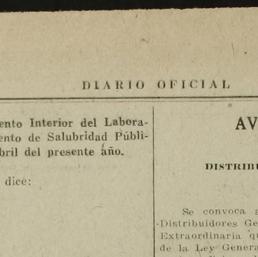 DIARIO OFICIAL
ento Interior del Labora-
ento de Salubridad Públi-
bril del presente año.
dice:
AV
DISTRIBU
Se convoca a
Distribuidores Ge
Extraordinaria qu
de la Ley Genera